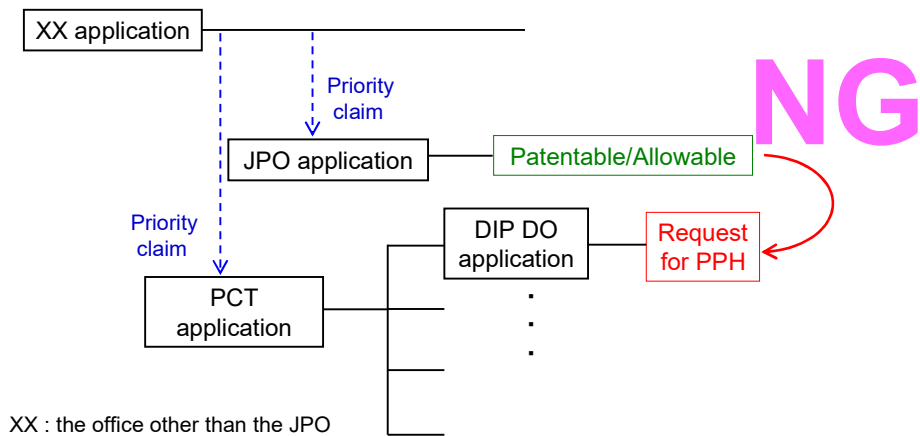 XX application
NG
Priority
claim
JPO application
Patentable/Allowable
Priority
claim
DIP DO
application
Request
for PPH
PCT
application
.
.
.
XX : the office other than the JPO